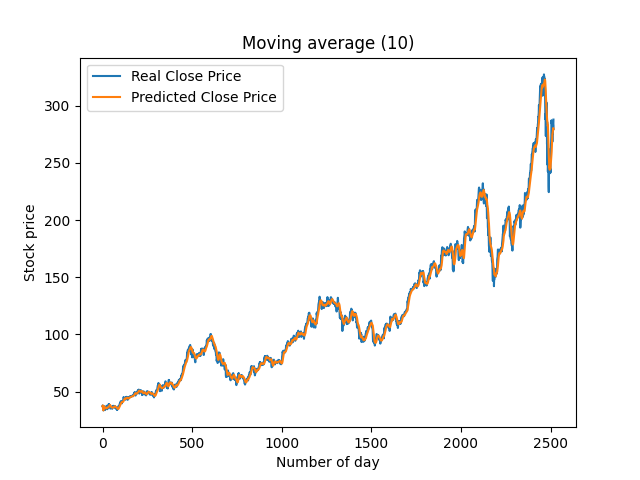 Moving average (10)
Real Close Price
Predicted Close Price
300
250
200
150
100
50
Stock price
0 500 1000 1500 2000 2500
Number of day